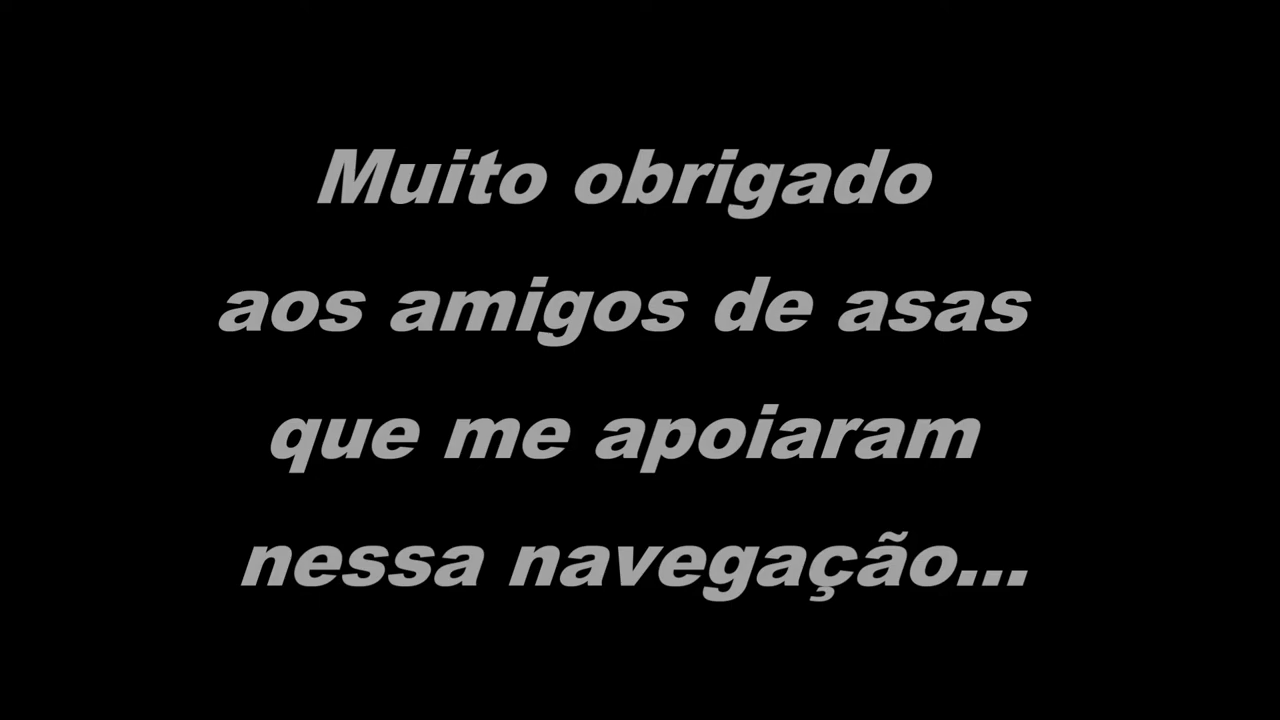 Muito obrigado
aos amigos de asas
que me apoiaram
nessa navegação...